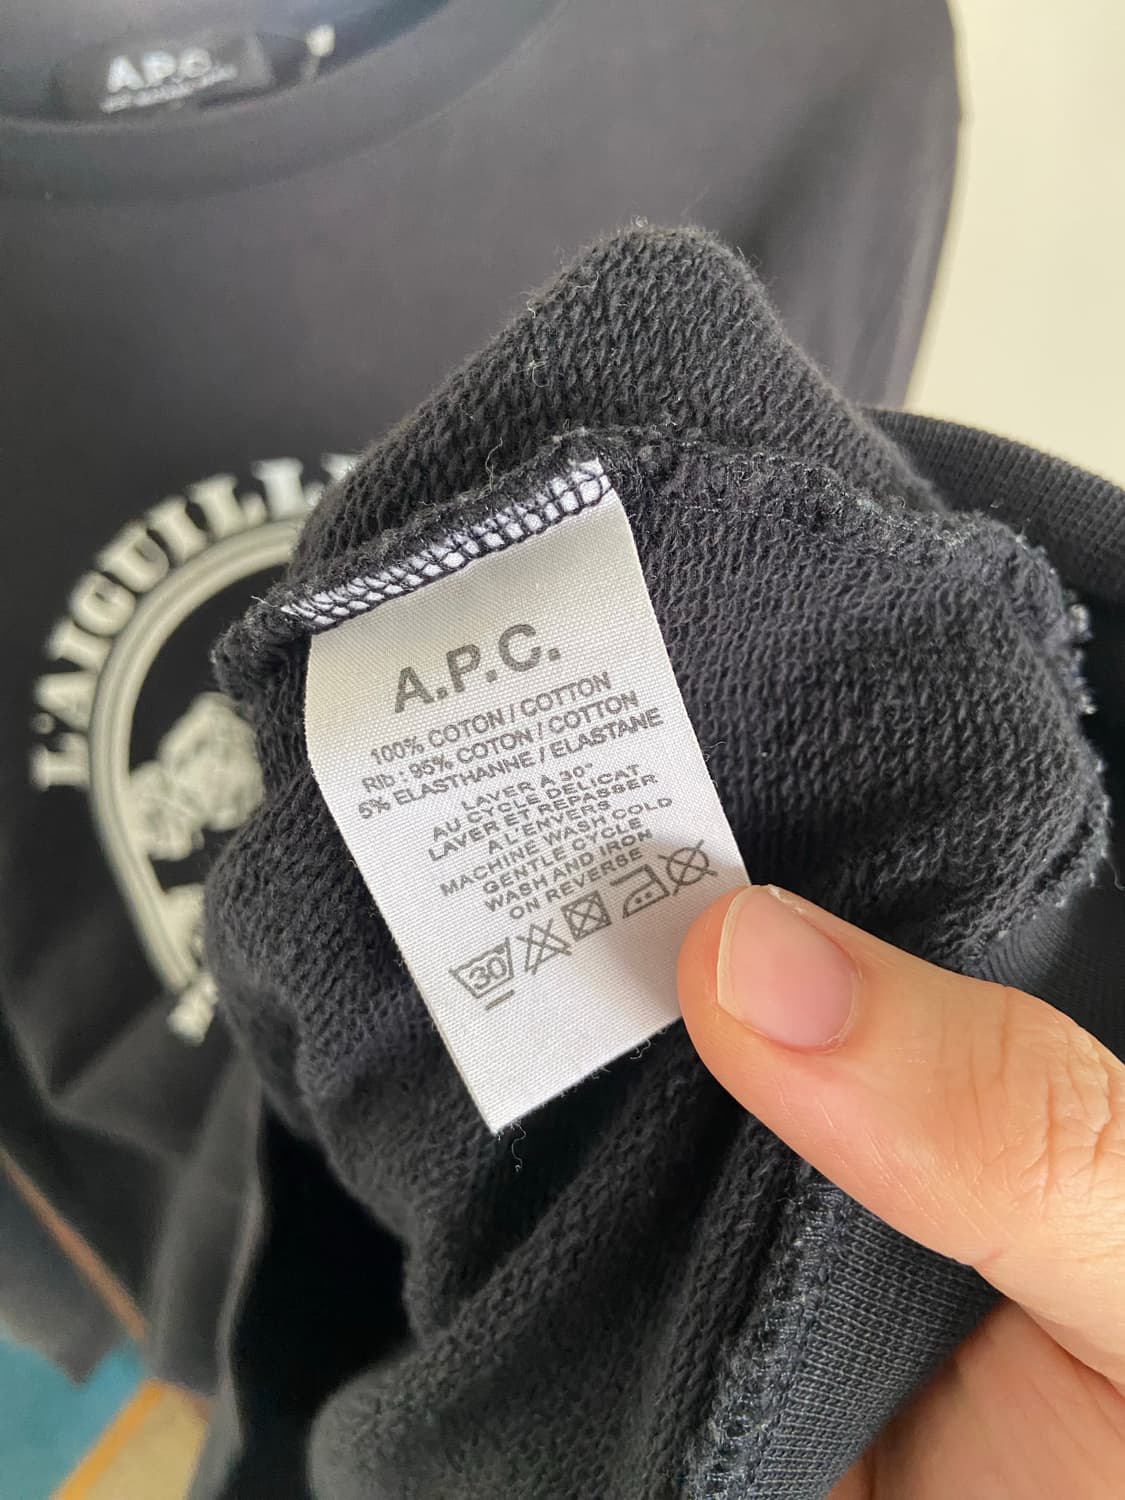 A.P.C.
L'AIGUILL
A.P.C.
100% COTON / COTTON
RIB : 95% COTON / COTTON
5% ELASTHANNE / ELASTANE
LAVER A 30°
AU CYCLE DELICAT
LAVER ET REPASSER
A L'ENVERS
MACHINE WASH COLD
GENTLE CYCLE
WASH AND IRON
ON REVERSE
30